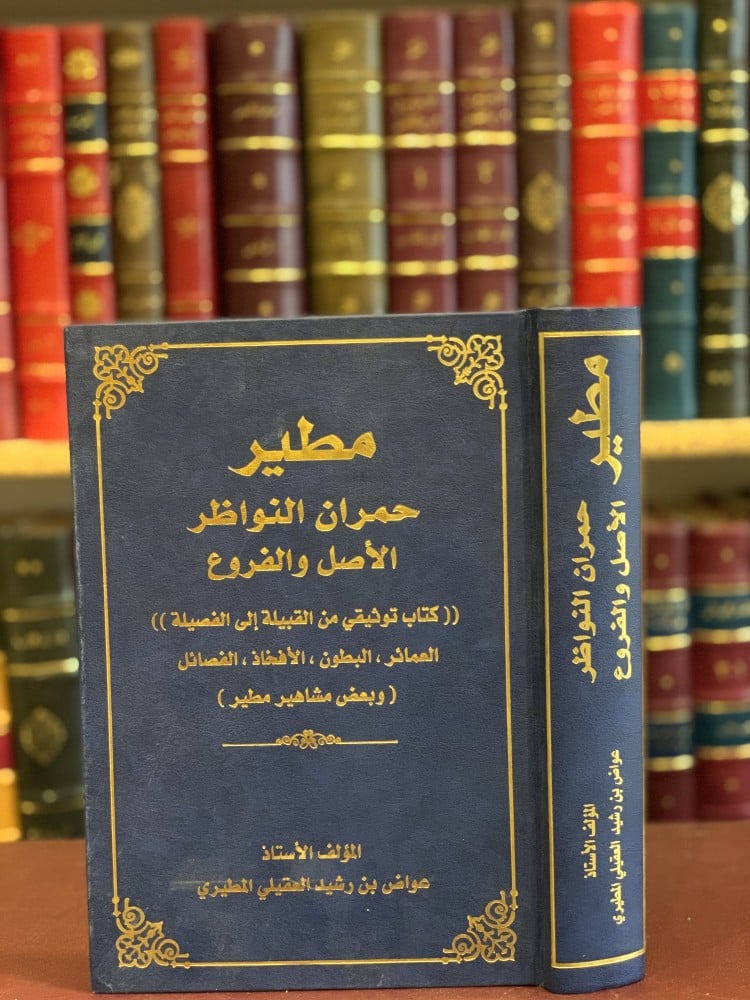 مطير
حمران النواظر
الأصل والفروع
(( كتاب توثيقي من القبيلة إلى الفصيلة ))
العمائر ، البطون ، الأفخاذ ، الفصائل
( وبعض مشاهير مطير )
المؤلف الأستاذ
عواض بن رشيد العقيلي المطيري
مطير
حمران النواظر
الأصل والفروع
المؤلف الأستاذ
عواض بن رشيد العقيلي المطيري